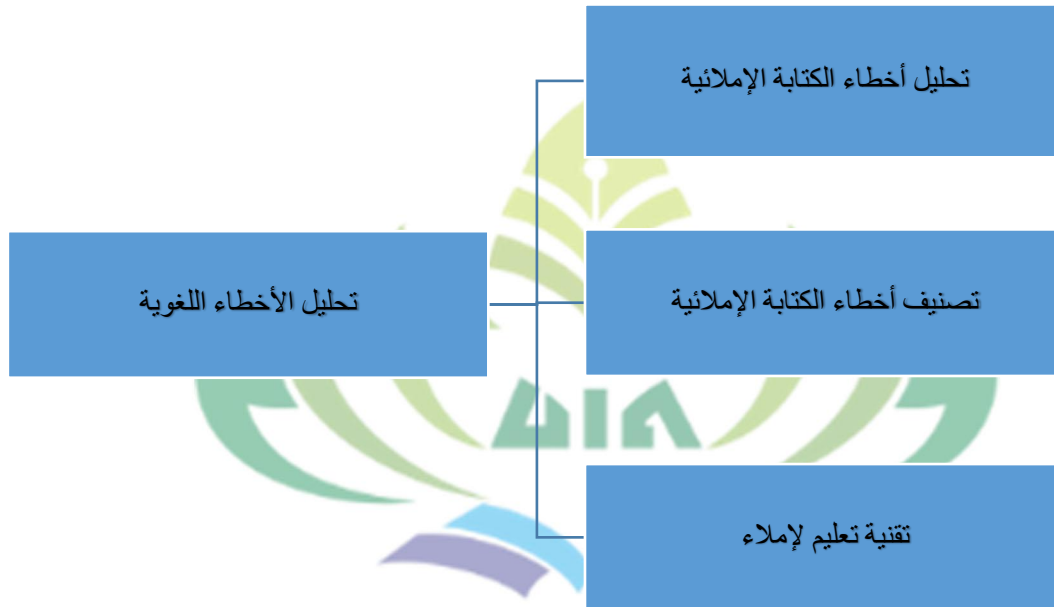 تحليل أخطاء الكتابة الإملائية
تحليل الأخطاء اللغوية
تصنيف أخطاء الكتابة الإملائية
تقنية تعليم لإملاء